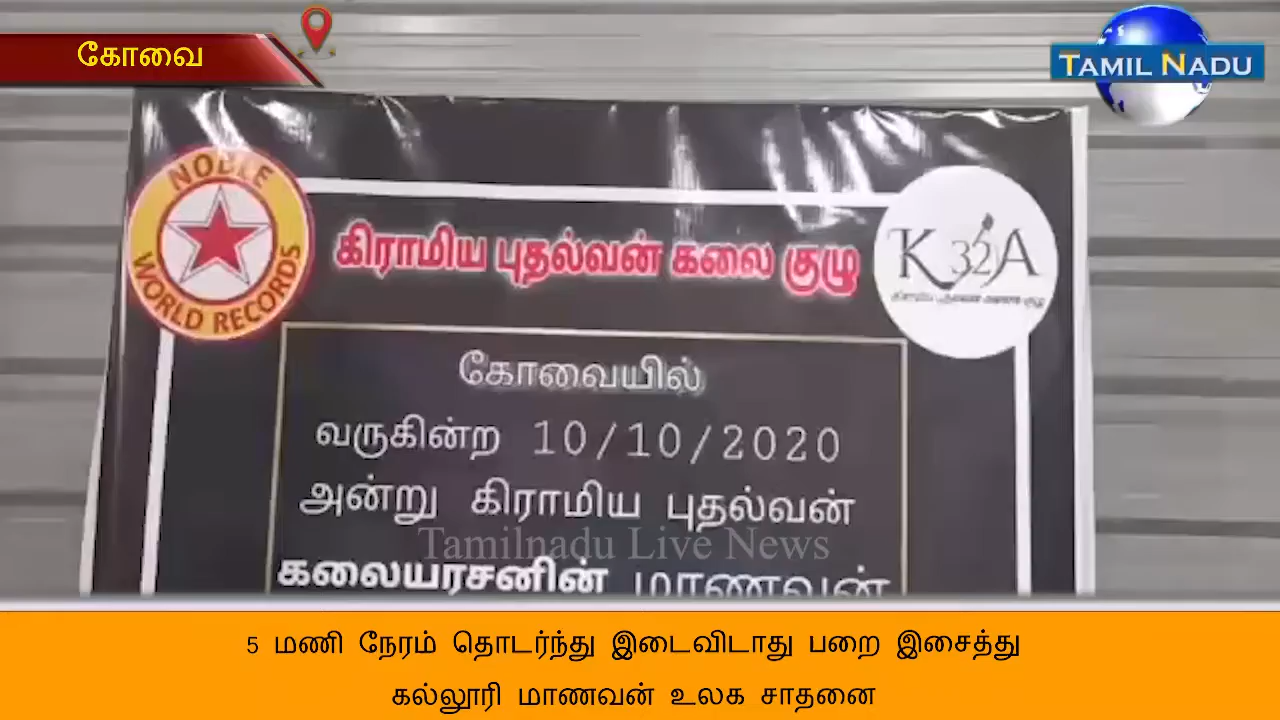 கோவை
TAMIL NADU
NOBLE
WORLD RECORDS
கிராமிய புதல்வன் கலை குழு
K 32 A
கோவையில்
வருகின்ற 10/10/2020
அன்று கிராமிய புதல்வன்
Tamilnadu Live News
கலையரசனின் மாணவன்
5 மணி நேரம் தொடர்ந்து இடைவிடாது பறை இசைத்து
கல்லூரி மாணவன் உலக சாதனை